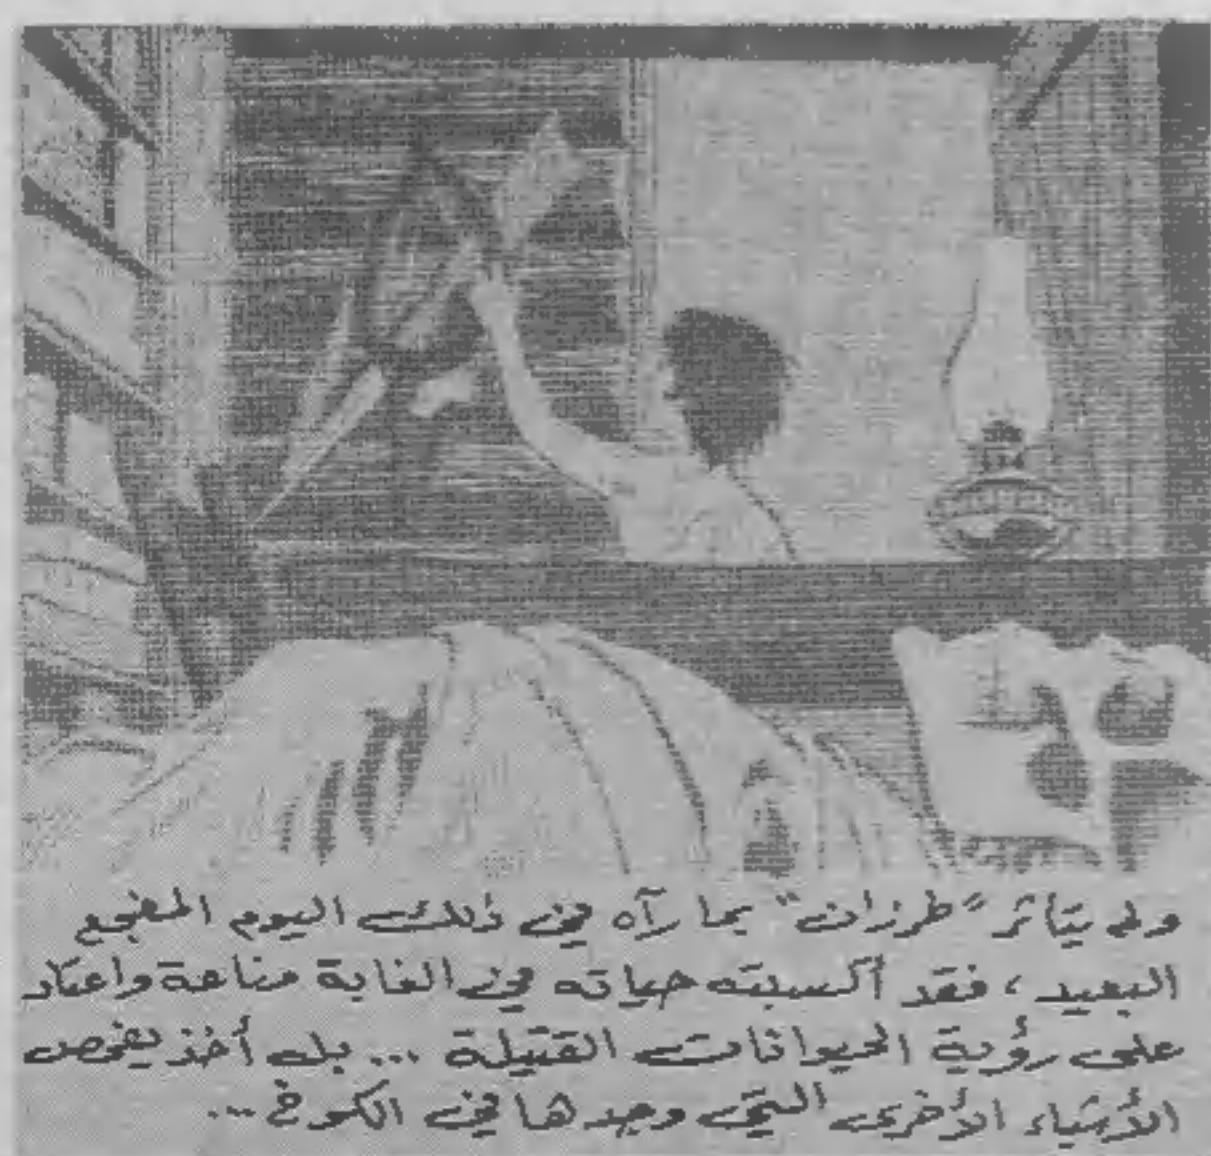 ولم يتأثر "طرزان" بما رآه في ذلك اليوم المفجع
البعيد ، فقد أكسبته حياته في الغابة مناعة واعتاد
على رؤية الحيوانات القتيلة ... بل أخذ يفحص
الأشياء الأخرى التي وجدها في الكوخ ...